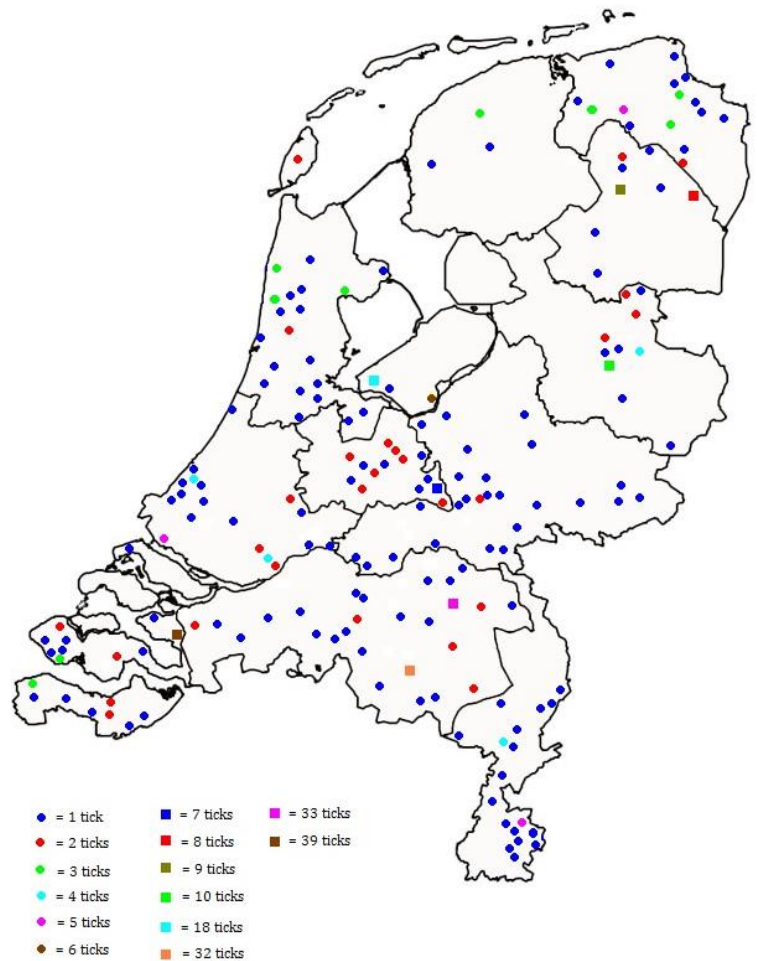 = 1 tick
= 2 ticks
= 3 ticks
= 4 ticks
= 5 ticks
= 6 ticks
= 7 ticks
= 8 ticks
= 9 ticks
= 10 ticks
= 18 ticks
= 32 ticks
= 33 ticks
= 39 ticks